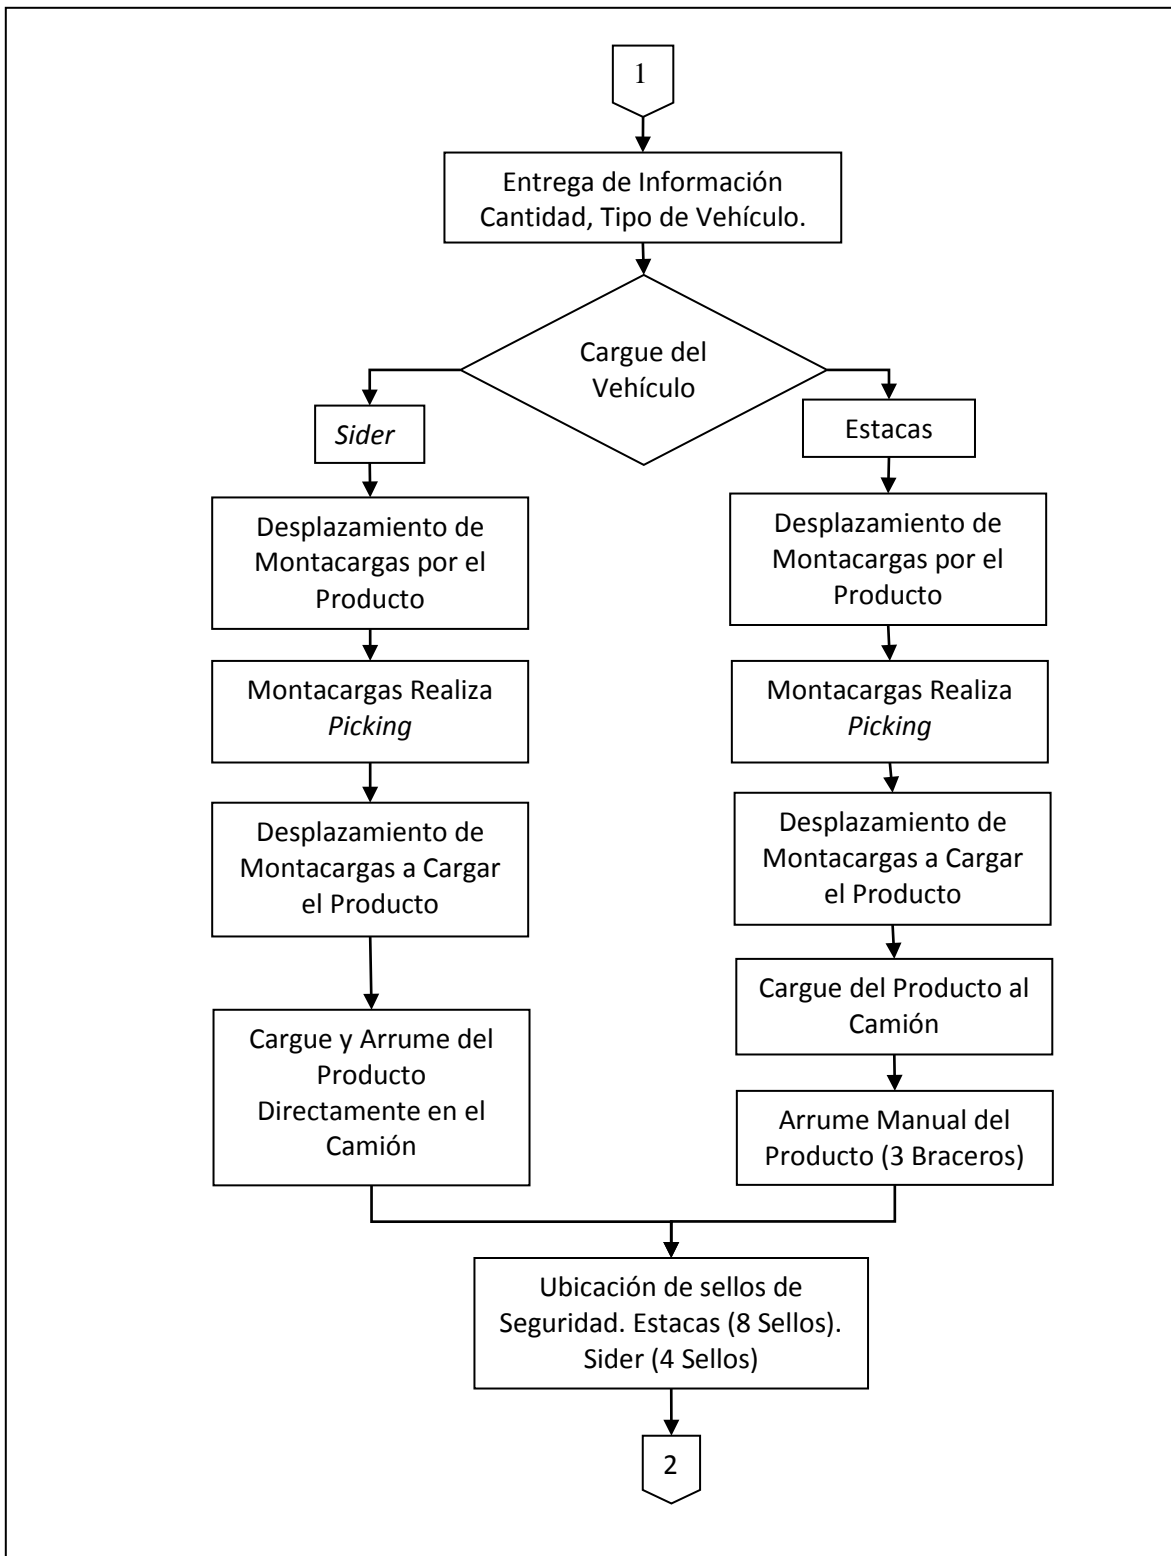 1
Entrega de Información
Cantidad, Tipo de Vehículo.
Cargue del
Vehículo
Sider
Estacas
Desplazamiento de
Montacargas por el
Producto
Desplazamiento de
Montacargas por el
Producto
Montacargas Realiza
Picking
Montacargas Realiza
Picking
Desplazamiento de
Montacargas a Cargar
el Producto
Desplazamiento de
Montacargas a Cargar
el Producto
Cargue y Arrume del
Producto
Directamente en el
Camión
Cargue del Producto al
Camión
Arrume Manual del
Producto (3 Braceros)
Ubicación de sellos de
Seguridad. Estacas (8 Sellos).
Sider (4 Sellos)
2